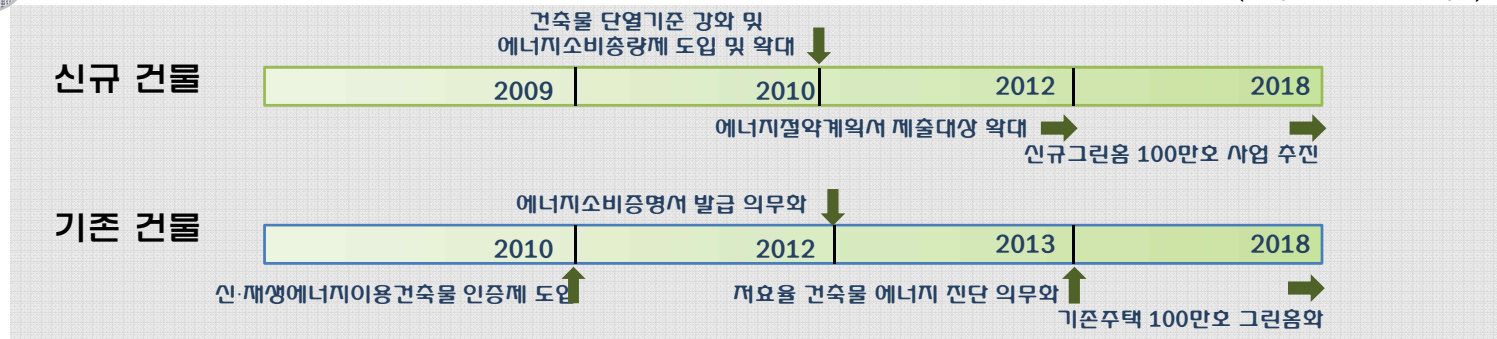 건축물 단열기준 강화 및
에너지소비총량제 도입 및 확대
신규 건물
2009 2010 2012 2018
에너지절약계획서 제출대상 확대
신규그린홈 100만호 사업 추진
에너지소비증명서 발급 의무화
기존 건물
2010 2012 2013 2018
신·재생에너지이용건축물 인증제 도입
저효율 건축물 에너지 진단 의무화
기존주택 100만호 그린홈화